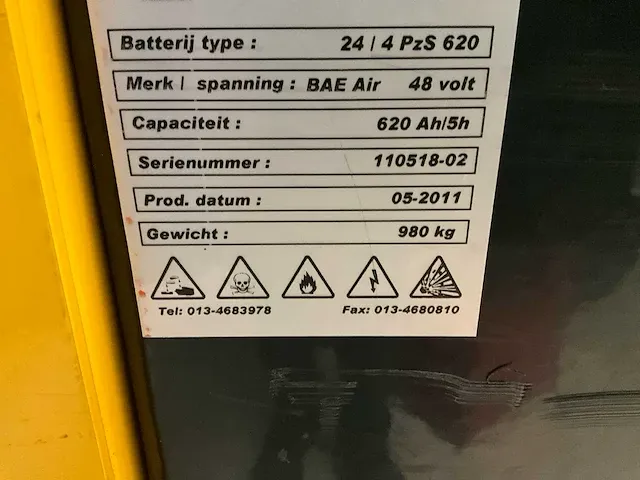 Batterij type : 24 / 4 PzS 620
Merk / spanning : BAE Air 48 volt
Capaciteit : 620 Ah/5h
Serienummer : 110518-02
Prod. datum : 05-2011
Gewicht : 980 kg
Tel: 013-4683978 Fax: 013-4680810